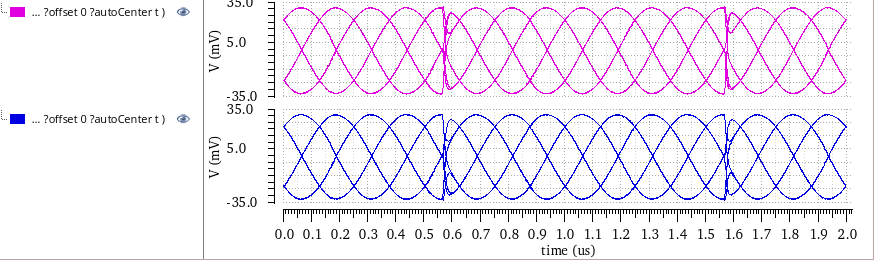 ... ?offset 0 ?autoCenter t )
35.0
5.0
-35.0
V (mV)
... ?offset 0 ?autoCenter t )
35.0
5.0
-35.0
V (mV)
0.0 0.1 0.2 0.3 0.4 0.5 0.6 0.7 0.8 0.9 1.0 1.1 1.2 1.3 1.4 1.5 1.6 1.7 1.8 1.9 2.0
time (us)